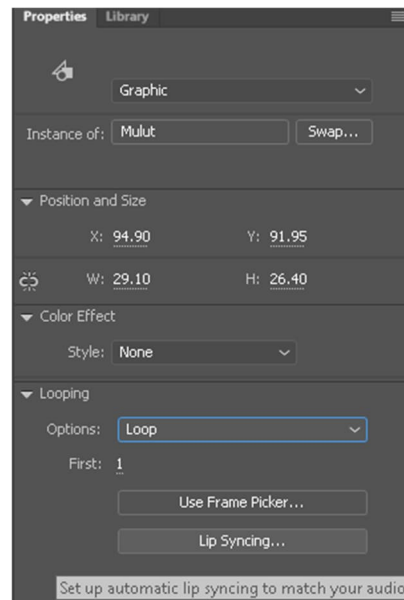 Properties Library
Graphic
Instance of: Mulut Swap...
Position and Size
X: 94.90 Y: 91.95
W: 29.10 H: 26.40
Color Effect
Style: None
Looping
Options: Loop
First: 1
Use Frame Picker...
Lip Syncing...
Set up automatic lip syncing to match your audio